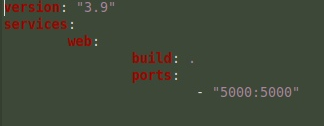 version: "3.9"
services:
        web:
                build: .
                ports:
                        - "5000:5000"